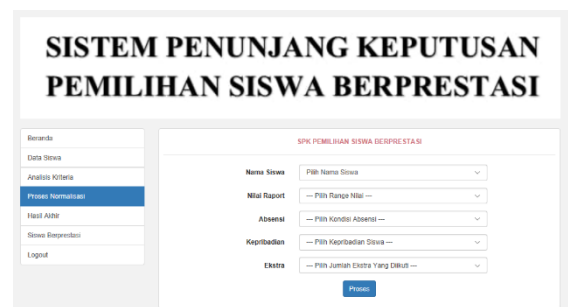 SISTEM PENUNJANG KEPUTUSAN
PEMILIHAN SISWA BERPRESTASI
Beranda
Data Siswa
Analisis Kriteria
Proses Normalisasi
Hasil Akhir
Siswa Berprestasi
Logout
SPK PEMILIHAN SISWA BERPRESTASI
Nama Siswa Pilih Nama Siswa
Nilai Raport --- Pilih Range Nilai ---
Absensi --- Pilih Kondisi Absensi ---
Kepribadian --- Pilih Kepribadian Siswa ---
Ekstra --- Pilih Jumlah Ekstra Yang Diikuti ---
Proses